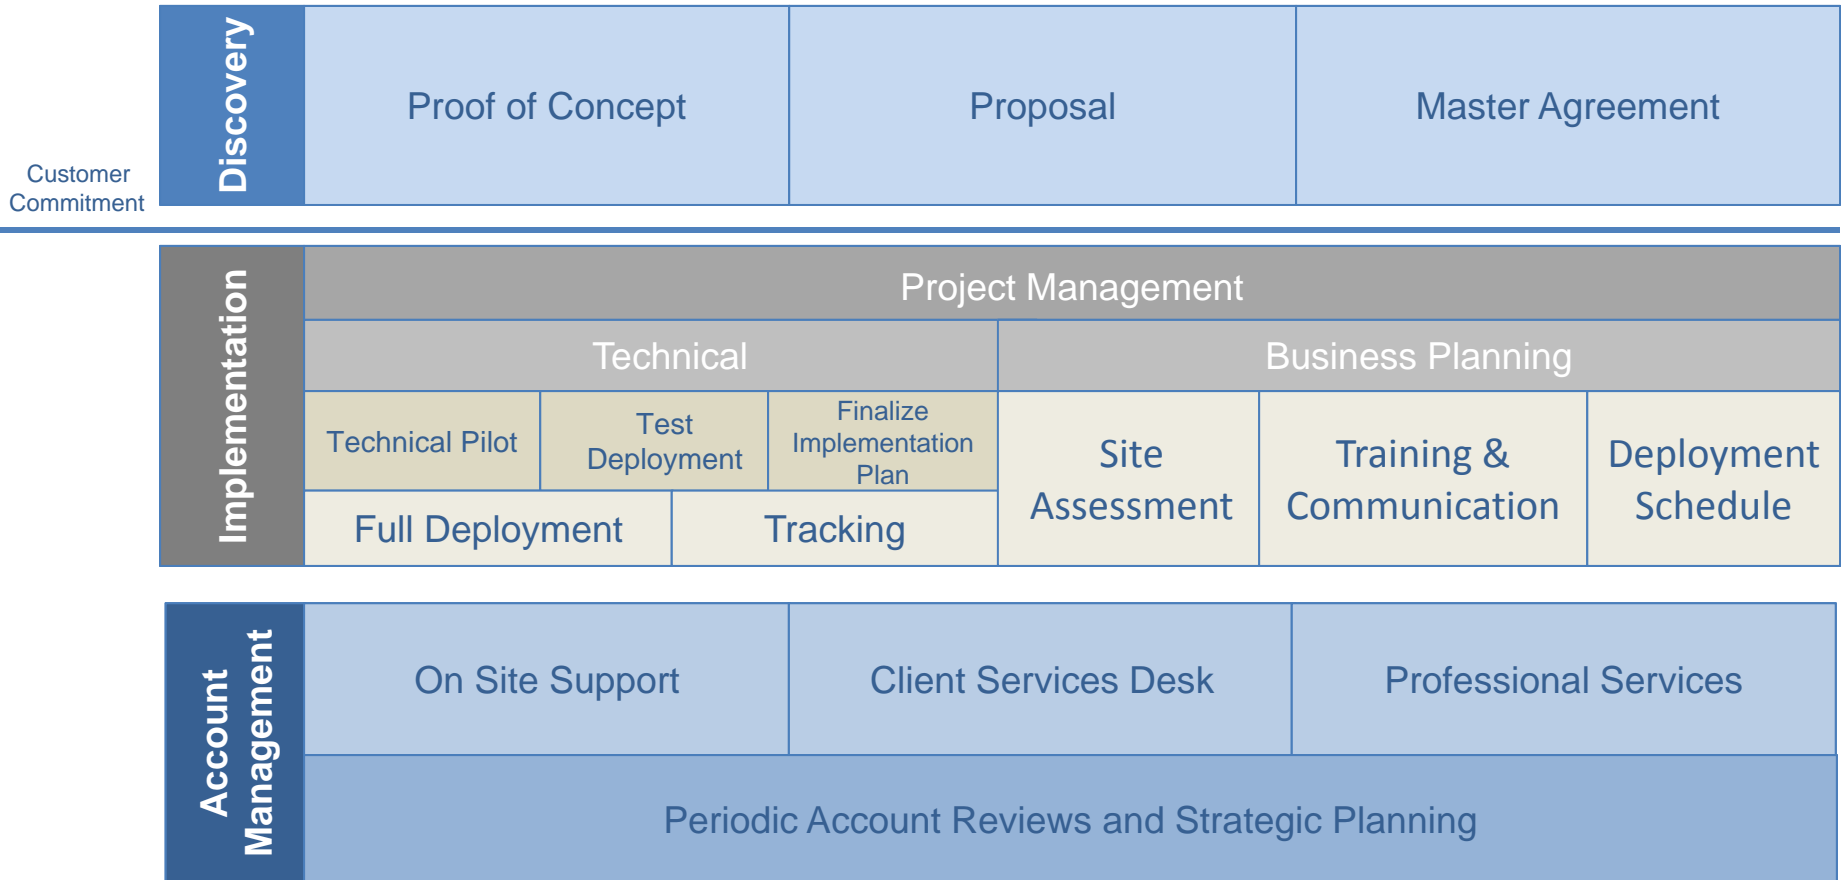 Discovery
Proof of Concept
Proposal
Master Agreement
Customer
Commitment
Implementation
Project Management
Technical
Business Planning
Technical Pilot
Test
Deployment
Finalize
Implementation
Plan
Full Deployment
Tracking
Site
Assessment
Training &
Communication
Deployment
Schedule
Account
Management
On Site Support
Client Services Desk
Professional Services
Periodic Account Reviews and Strategic Planning